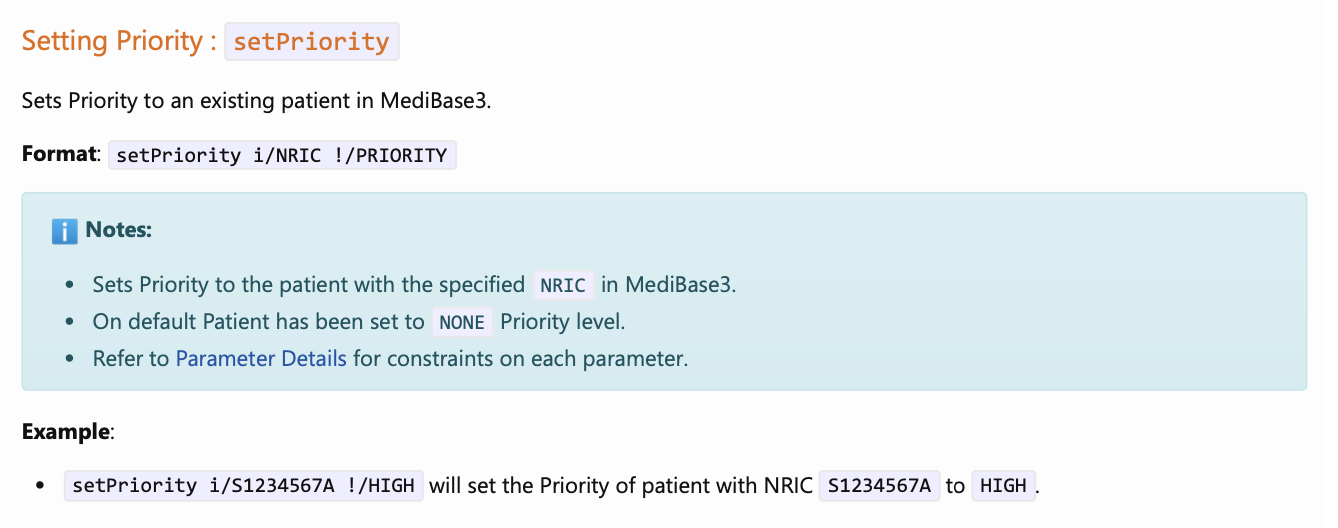 Setting Priority : setPriority
Sets Priority to an existing patient in MediBase3.
Format: setPriority i/NRIC !/PRIORITY
Notes:
Sets Priority to the patient with the specified NRIC in MediBase3.
On default Patient has been set to NONE Priority level.
Refer to Parameter Details for constraints on each parameter.
Example:
setPriority i/S1234567A !/HIGH will set the Priority of patient with NRIC S1234567A to HIGH.